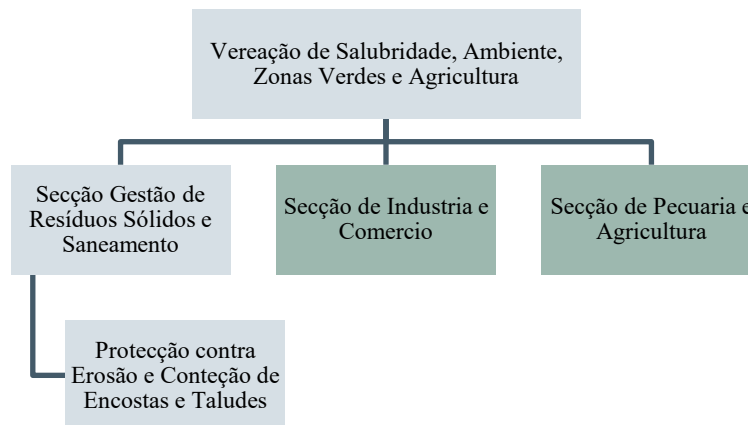 Vereação de Salubridade, Ambiente,
Zonas Verdes e Agricultura
Secção Gestão de
Resíduos Sólidos e
Saneamento
Secção de Industria e
Comercio
Secção de Pecuaria e
Agricultura
Protecção contra
Erosão e Conteção de
Encostas e Taludes